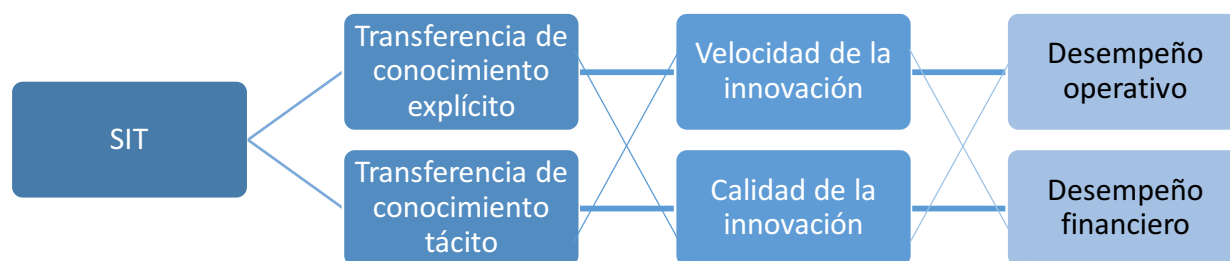 SIT
Transferencia de
conocimiento
explícito
Transferencia de
conocimiento
tácito
Velocidad de la
innovación
Calidad de la
innovación
Desempeño
operativo
Desempeño
financiero